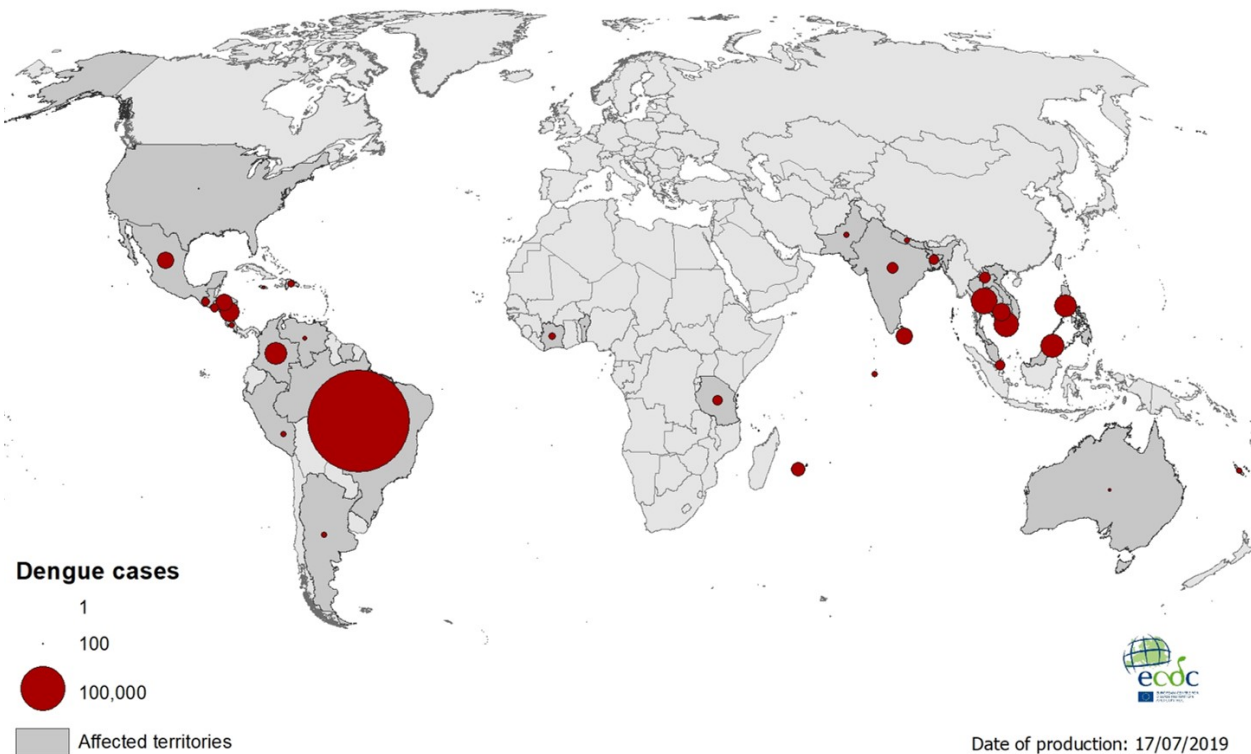 Dengue cases
1
100
100,000
Affected territories
ecdc
Date of production: 17/07/2019